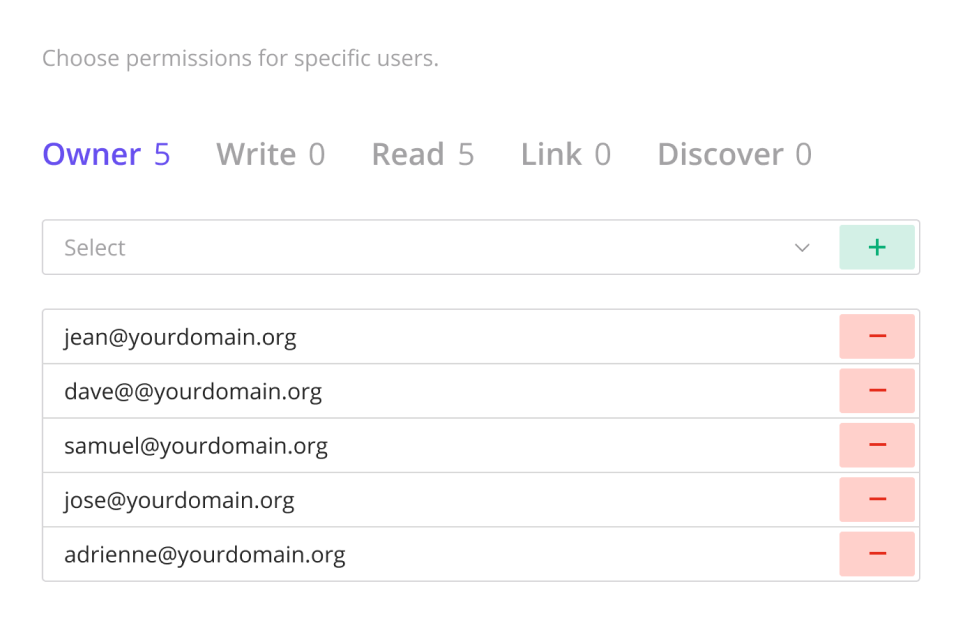 Choose permissions for specific users.
Owner 5 Write 0 Read 5 Link 0 Discover 0
Select +
jean@yourdomain.org −
dave@@yourdomain.org −
samuel@yourdomain.org −
jose@yourdomain.org −
adrienne@yourdomain.org −